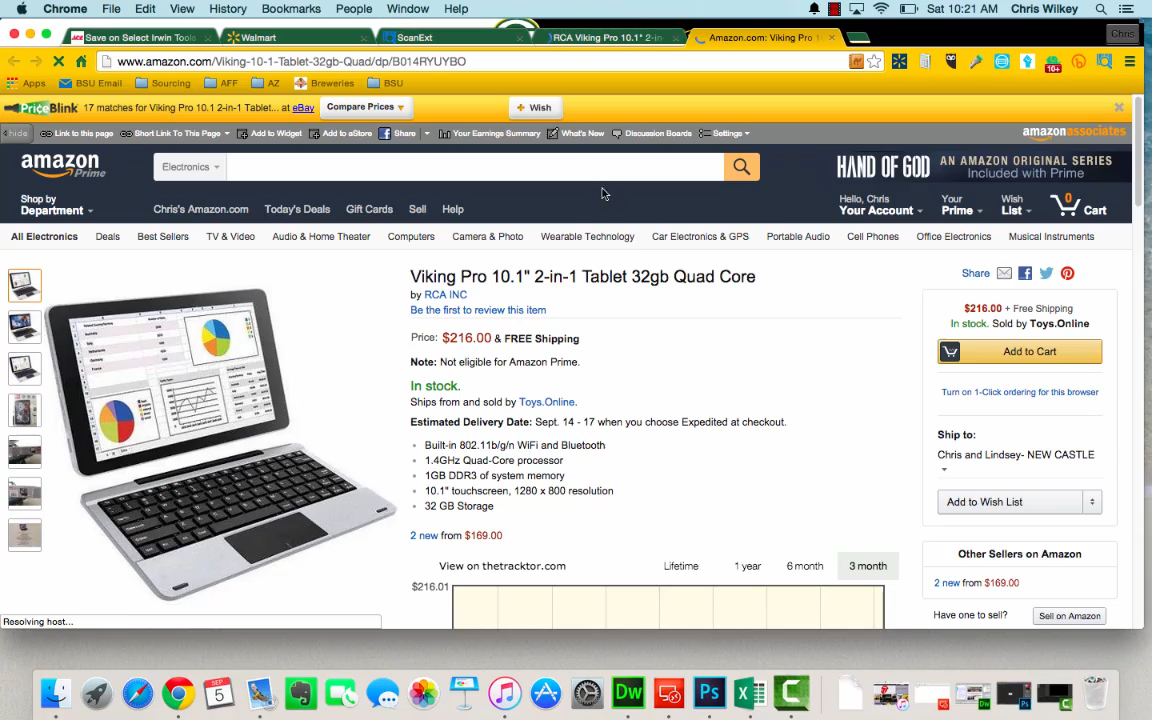 Chrome File Edit View History Bookmarks People Window Help Sat 10:21 AM Chris Wilkey
Save on Select Irwin Tools Walmart ScanExt RCA Viking Pro 10.1" 2-in- Amazon.com: Viking Pro 1 Chris
www.amazon.com/Viking-10-1-Tablet-32gb-Quad/dp/B014RYUYBO
Apps BSU Email Sourcing AFF AZ Breweries BSU
PriceBlink 17 matches for Viking Pro 10.1 2-in-1 Tablet... at eBay Compare Prices + Wish
hide Link to this page Short Link To This Page Add to Widget Add to aStore Share Your Earnings Summary What's New Discussion Boards Settings amazonassociates
amazon Prime Electronics HAND OF GOD AN AMAZON ORIGINAL SERIES
Included with Prime
Shop by Department Chris's Amazon.com Today's Deals Gift Cards Sell Help Hello, Chris Your Account Your Prime Wish List 0 Cart
All Electronics Deals Best Sellers TV & Video Audio & Home Theater Computers Camera & Photo Wearable Technology Car Electronics & GPS Portable Audio Cell Phones Office Electronics Musical Instruments
Viking Pro 10.1" 2-in-1 Tablet 32gb Quad Core
by RCA INC
Be the first to review this item
Price: $216.00 & FREE Shipping
Note: Not eligible for Amazon Prime.
In stock.
Ships from and sold by Toys.Online.
Estimated Delivery Date: Sept. 14 - 17 when you choose Expedited at checkout.
Built-in 802.11b/g/n WiFi and Bluetooth
1.4GHz Quad-Core processor
1GB DDR3 of system memory
10.1" touchscreen, 1280 x 800 resolution
32 GB Storage
2 new from $169.00
View on thetracktor.com Lifetime 1 year 6 month 3 month
$216.01
Share
$216.00 + Free Shipping
In stock. Sold by Toys.Online
Add to Cart
Turn on 1-Click ordering for this browser
Ship to:
Chris and Lindsey- NEW CASTLE
Add to Wish List
Other Sellers on Amazon
2 new from $169.00
Have one to sell? Sell on Amazon
Resolving host...
SEP
5
Dw
Ps